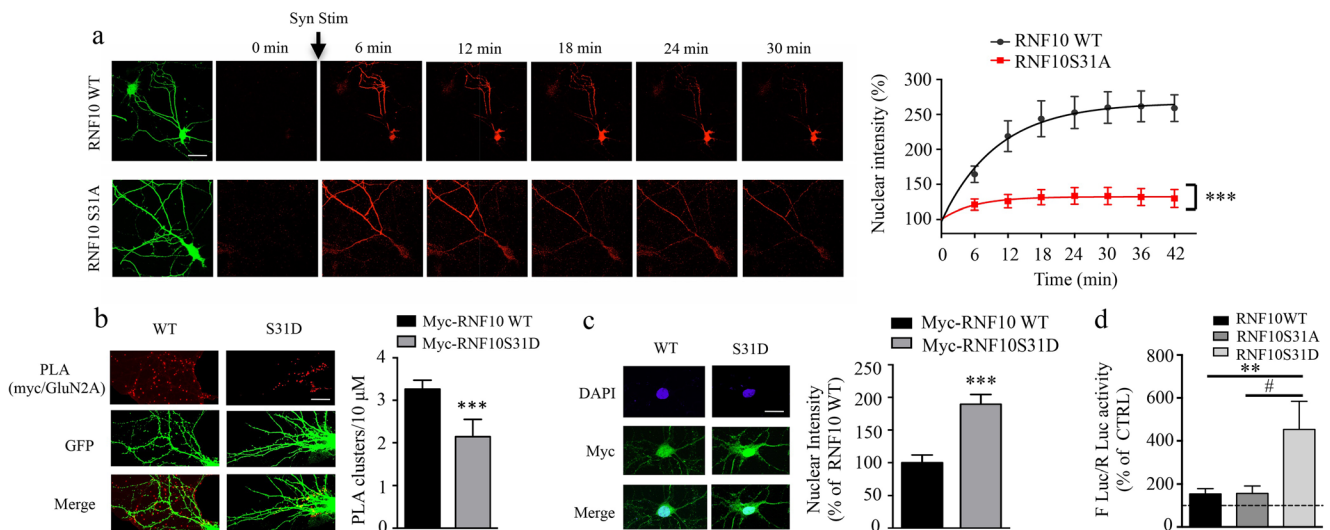 Syn Stim
a
0 min 6 min 12 min 18 min 24 min 30 min
RNF10 WT
RNF10 S31A
RNF10 WT
RNF10S31A
Nuclear intensity (%)
300
250
200
150
100
***
0 6 12 18 24 30 36 42
Time (min)
b
WT S31D
PLA
(myc/GluN2A)
GFP
Merge
Myc-RNF10 WT
Myc-RNF10S31D
PLA clusters/10 μM
4
3
2
1
0
***
c
WT S31D
DAPI
Myc
Merge
Myc-RNF10 WT
Myc-RNF10S31D
Nuclear Intensity
(% of RNF10 WT)
250
200
150
100
50
0
***
d
RNF10WT
RNF10S31A
RNF10S31D
F Luc/R Luc activity
(% of CTRL)
800
600
400
200
0
**
#